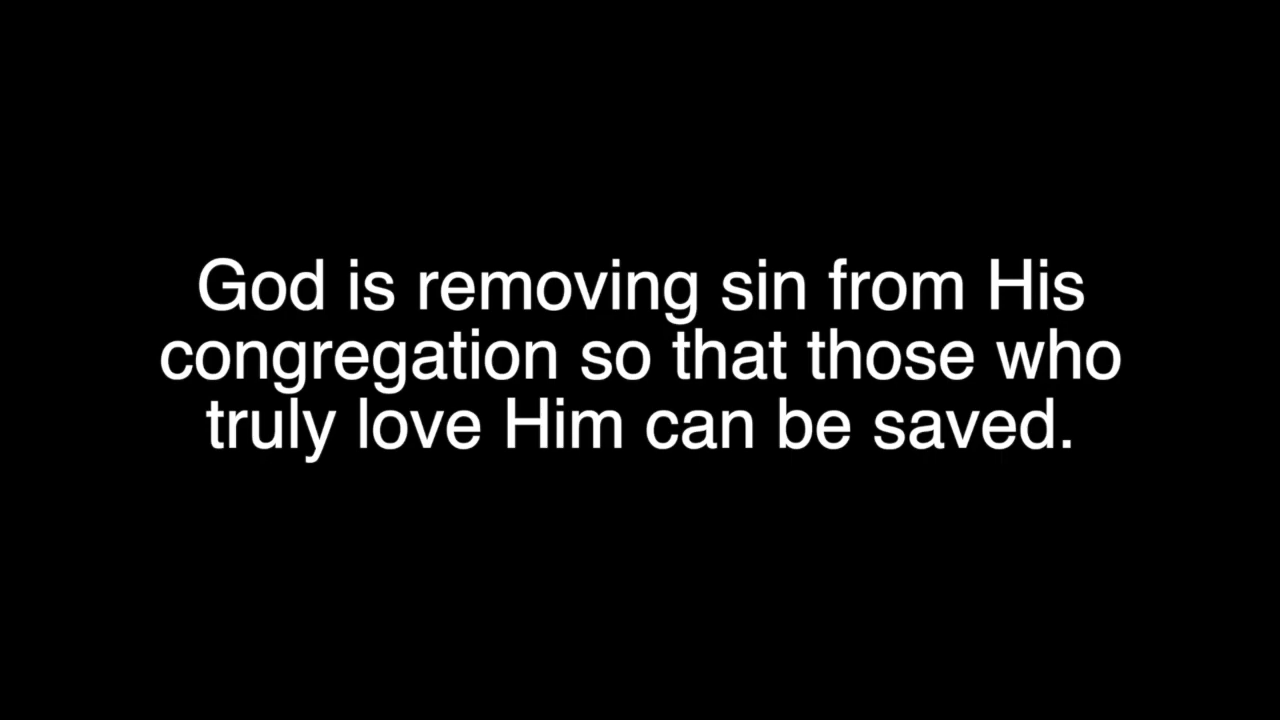 God is removing sin from His
congregation so that those who
truly love Him can be saved.